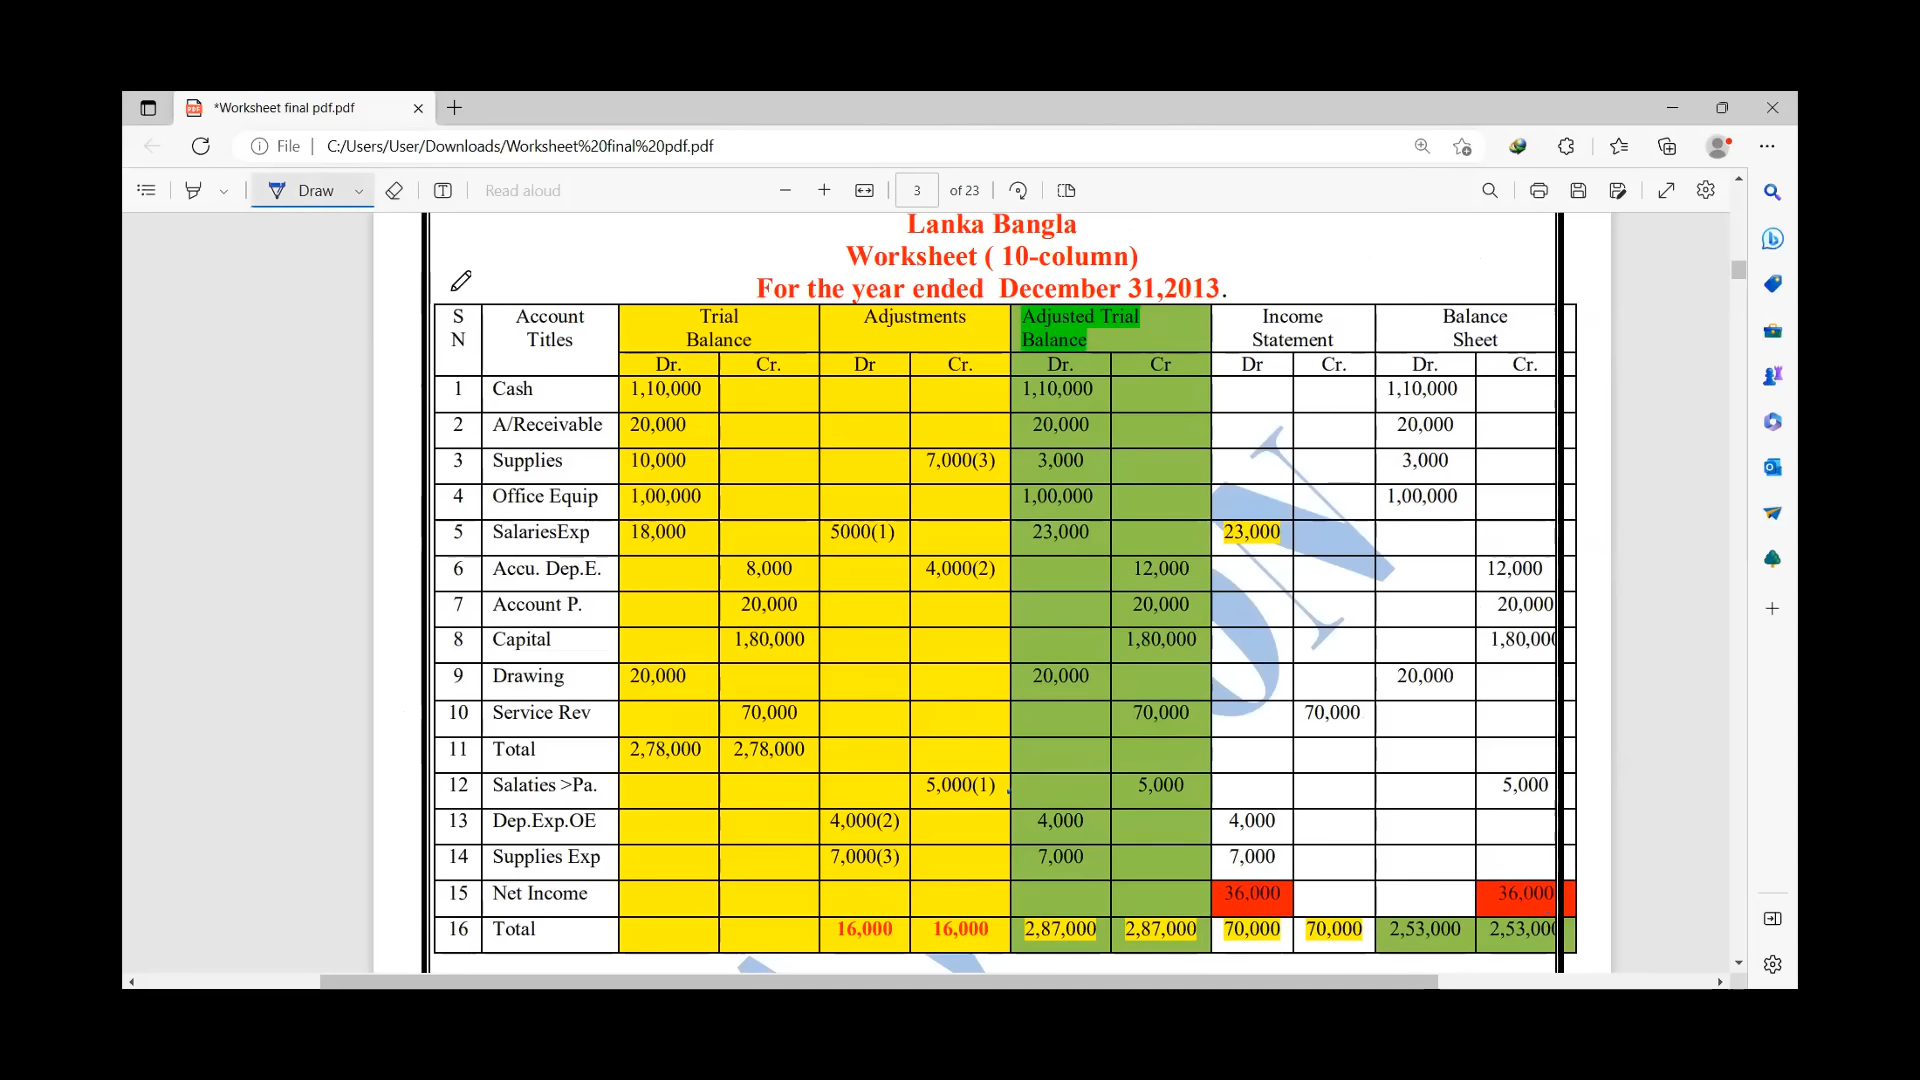 *Worksheet final pdf.pdf
File C:/Users/User/Downloads/Worksheet%20final%20pdf.pdf
Draw Read aloud 3 of 23
Lanka Bangla
Worksheet ( 10-column)
For the year ended December 31,2013.
S N Account Titles Trial Balance Adjustments Adjusted Trial Balance Income Statement Balance Sheet
Dr. Cr. Dr Cr. Dr. Cr Dr Cr. Dr. Cr.
1 Cash 1,10,000 1,10,000 1,10,000
2 A/Receivable 20,000 20,000 20,000
3 Supplies 10,000 7,000(3) 3,000 3,000
4 Office Equip 1,00,000 1,00,000 1,00,000
5 SalariesExp 18,000 5000(1) 23,000 23,000
6 Accu. Dep.E. 8,000 4,000(2) 12,000 12,000
7 Account P. 20,000 20,000 20,000
8 Capital 1,80,000 1,80,000 1,80,000
9 Drawing 20,000 20,000 20,000
10 Service Rev 70,000 70,000 70,000
11 Total 2,78,000 2,78,000
12 Salaties >Pa. 5,000(1) 5,000 5,000
13 Dep.Exp.OE 4,000(2) 4,000 4,000
14 Supplies Exp 7,000(3) 7,000 7,000
15 Net Income 36,000 36,000
16 Total 16,000 16,000 2,87,000 2,87,000 70,000 70,000 2,53,000 2,53,000
ON